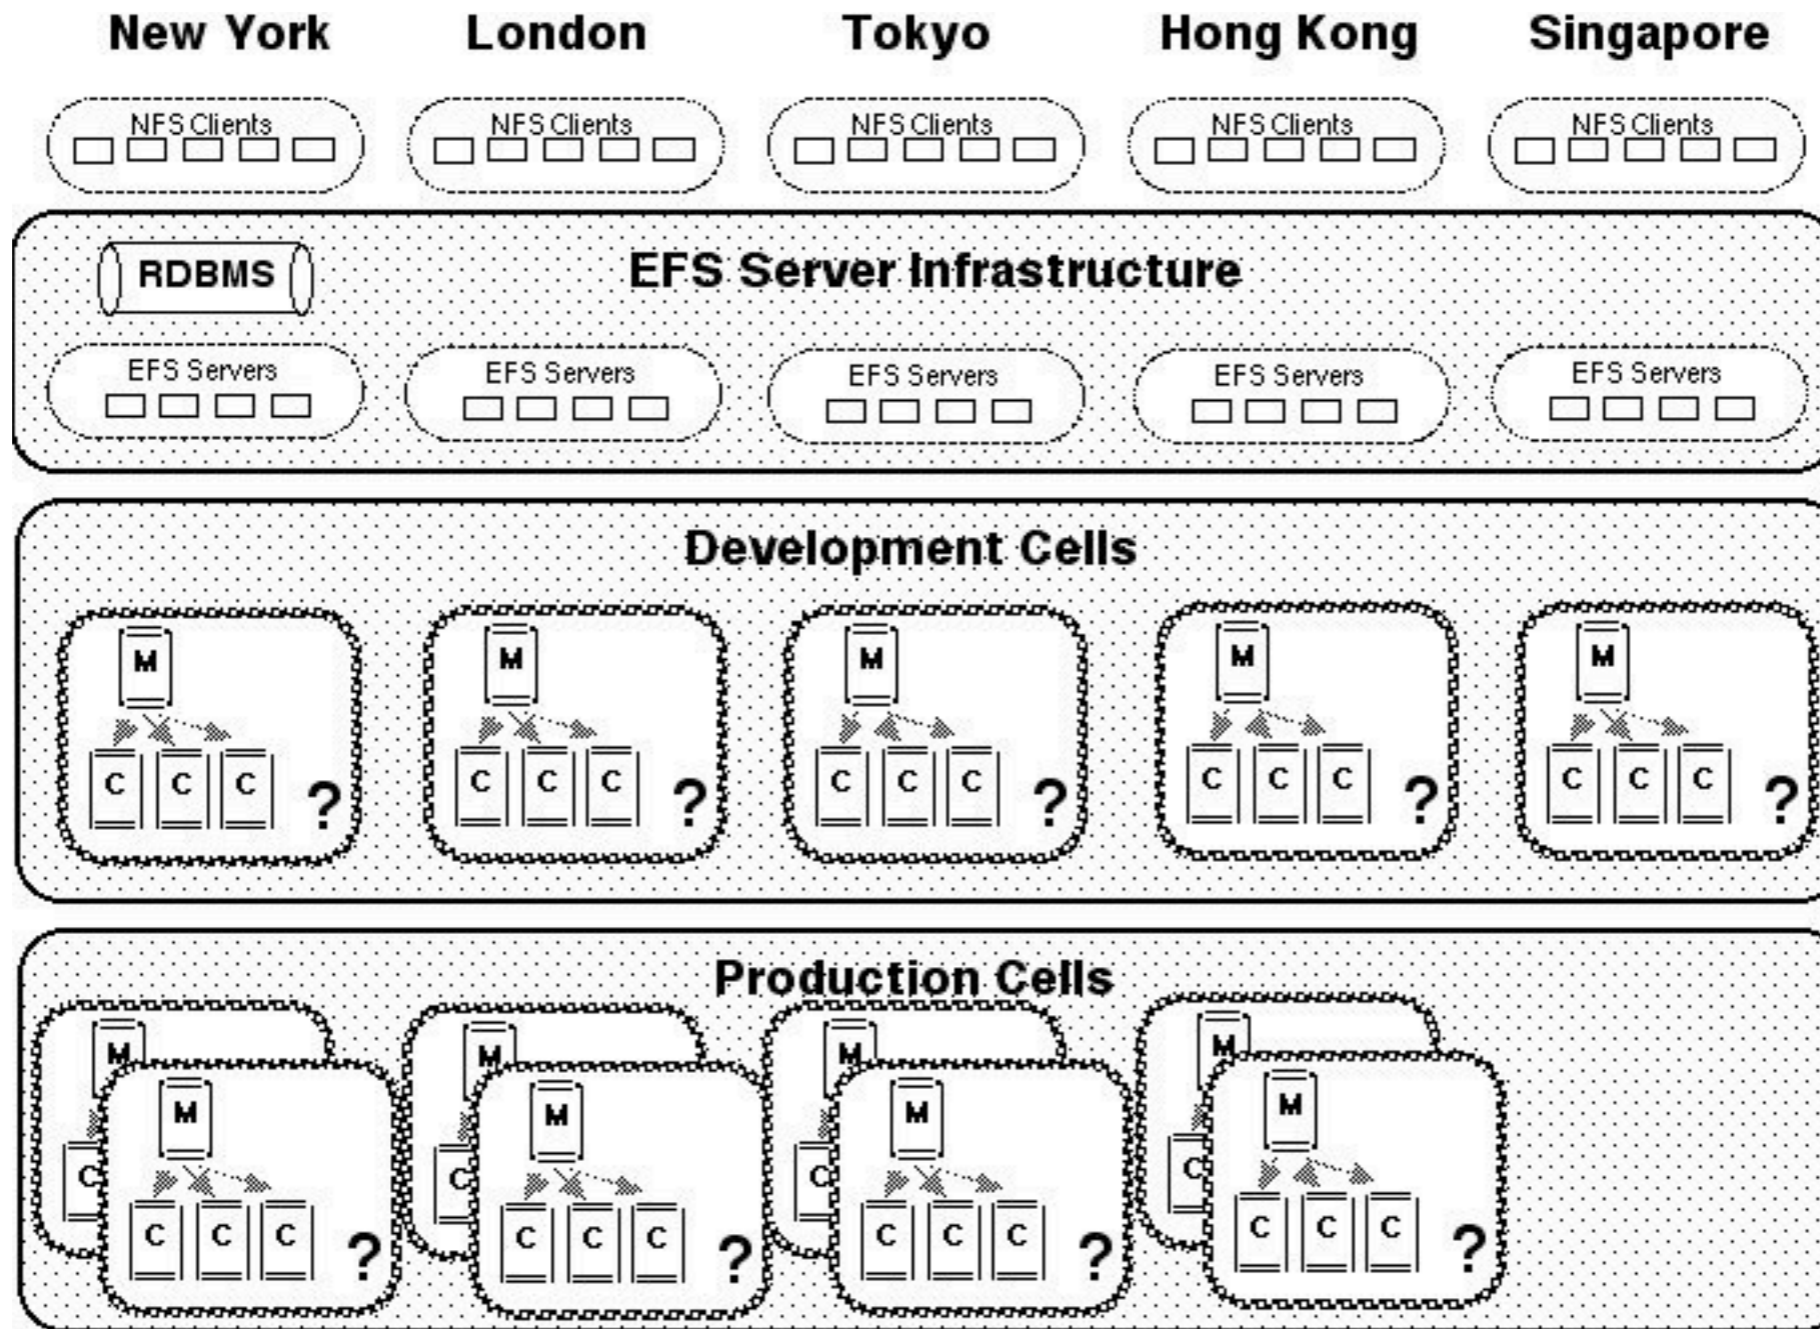 New York London Tokyo Hong Kong Singapore
NFS Clients NFS Clients NFS Clients NFS Clients NFS Clients
RDBMS EFS Server Infrastructure
EFS Servers EFS Servers EFS Servers EFS Servers EFS Servers
Development Cells
M M M M M
C C C ? C C C ? C C C ? C C C ? C C C ?
Production Cells
M M M M
M M M M
C C C C
C C C ? C C C ? C C C ? C C C ?